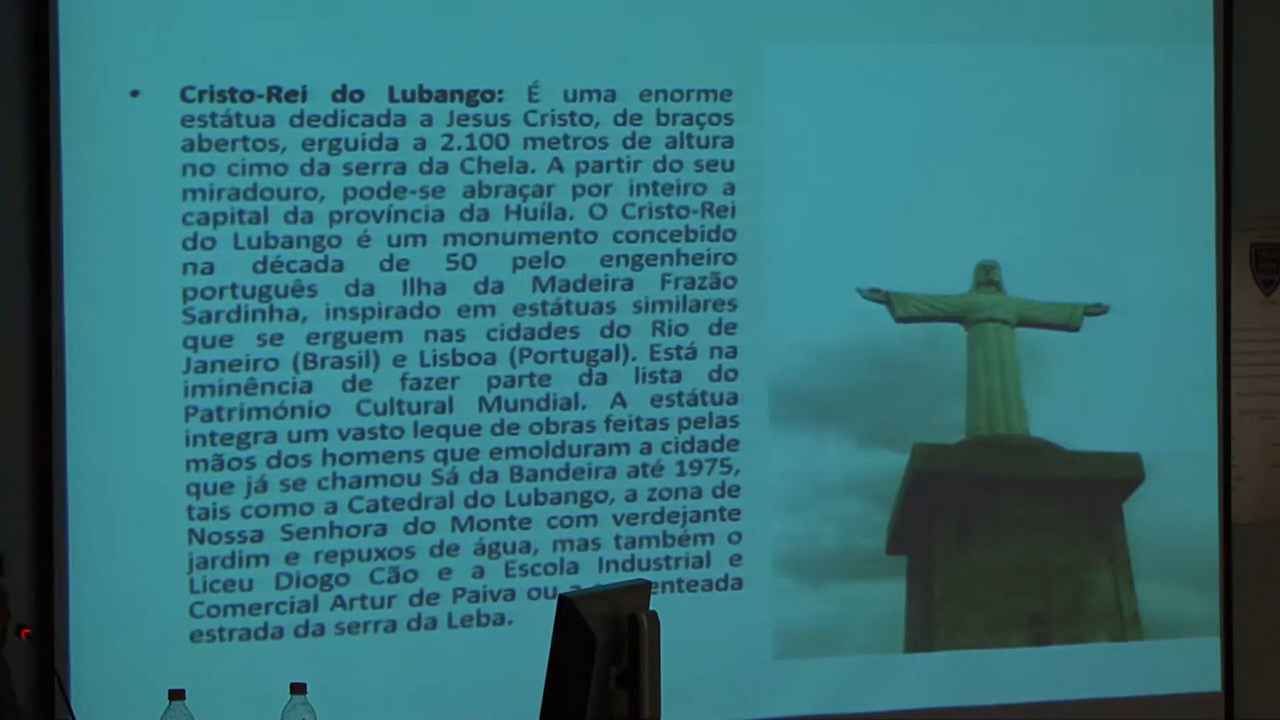 • Cristo-Rei do Lubango: É uma enorme
estátua dedicada a Jesus Cristo, de braços
abertos, erguida a 2.100 metros de altura
no cimo da serra da Chela. A partir do seu
miradouro, pode-se abraçar por inteiro a
capital da província da Huíla. O Cristo-Rei
do Lubango é um monumento concebido
na década de 50 pelo engenheiro
português da Ilha da Madeira Frazão
Sardinha, inspirado em estátuas similares
que se erguem nas cidades do Rio de
Janeiro (Brasil) e Lisboa (Portugal). Está na
iminência de fazer parte da lista do
Património Cultural Mundial. A estátua
integra um vasto leque de obras feitas pelas
mãos dos homens que emolduram a cidade
que já se chamou Sá da Bandeira até 1975,
tais como a Catedral do Lubango, a zona de
Nossa Senhora do Monte com verdejante
jardim e repuxos de água, mas também o
Liceu Diogo Cão e a Escola Industrial e
Comercial Artur de Paiva ou
estrada da serra da Leba.